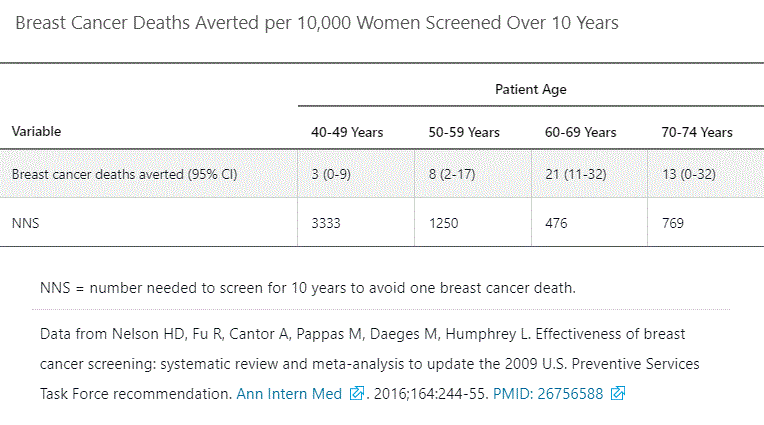 Breast Cancer Deaths Averted per 10,000 Women Screened Over 10 Years
Patient Age
Variable 40-49 Years 50-59 Years 60-69 Years 70-74 Years
Breast cancer deaths averted (95% CI) 3 (0-9) 8 (2-17) 21 (11-32) 13 (0-32)
NNS 3333 1250 476 769
NNS = number needed to screen for 10 years to avoid one breast cancer death.
Data from Nelson HD, Fu R, Cantor A, Pappas M, Daeges M, Humphrey L. Effectiveness of breast
cancer screening: systematic review and meta-analysis to update the 2009 U.S. Preventive Services
Task Force recommendation. Ann Intern Med . 2016;164:244-55. PMID: 26756588